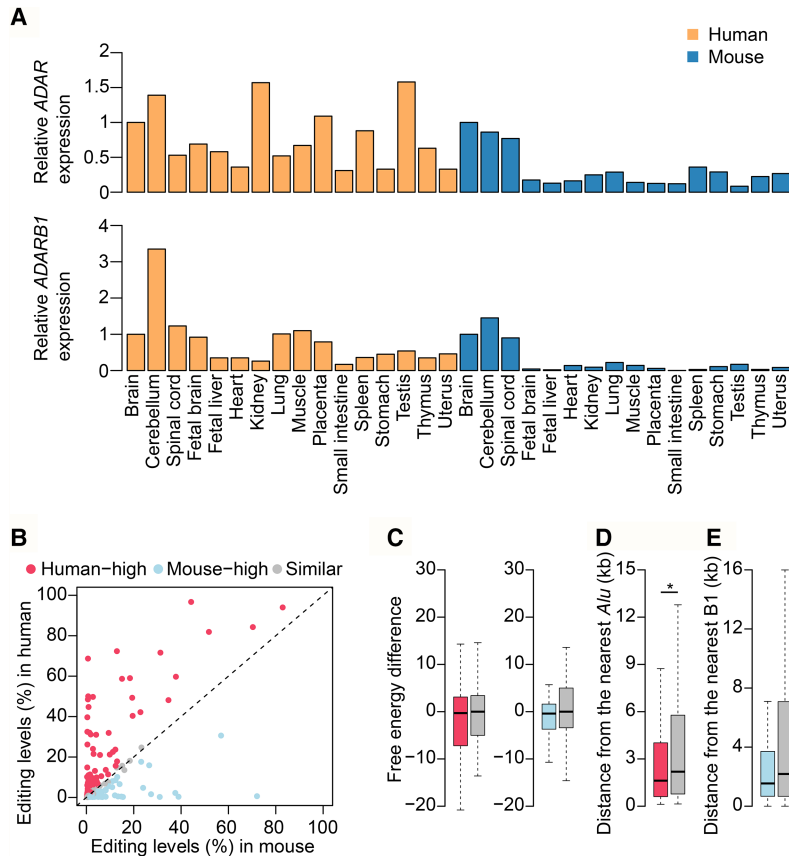 A
Human
Mouse
Relative ADAR
expression
2
1.5
1
0.5
0
Relative ADARB1
expression
4
3
2
1
0
Brain
Cerebellum
Spinal cord
Fetal brain
Fetal liver
Heart
Kidney
Lung
Muscle
Placenta
Small intestine
Spleen
Stomach
Testis
Thymus
Uterus
Brain
Cerebellum
Spinal cord
Fetal brain
Fetal liver
Heart
Kidney
Lung
Muscle
Placenta
Small intestine
Spleen
Stomach
Testis
Thymus
Uterus
B
Human−high
Mouse−high
Similar
Editing levels (%) in human
100
80
60
40
20
0
0 20 40 60 80 100
Editing levels (%) in mouse
C
Free energy difference
30
20
10
0
−10
−20
30
20
10
0
−10
−20
D
Distance from the nearest Alu (kb)
15
12
9
6
3
0
*
E
Distance from the nearest B1 (kb)
16
12
8
4
0